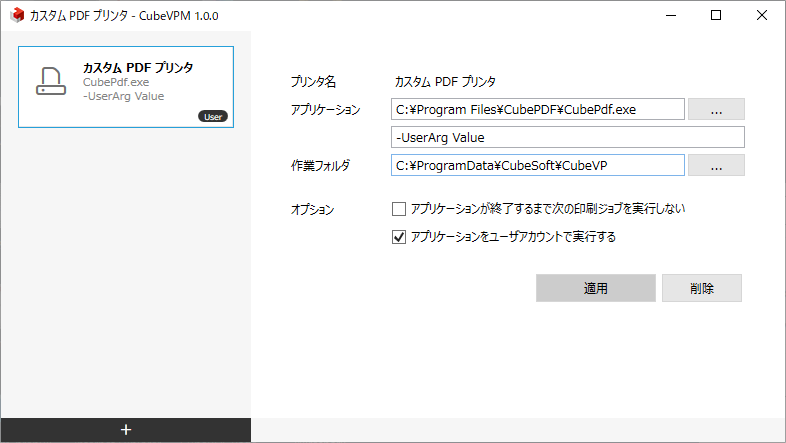 カスタム PDF プリンタ - CubeVPM 1.0.0
カスタム PDF プリンタ
CubePdf.exe
-UserArg Value
User
プリンタ名 カスタム PDF プリンタ
アプリケーション C:¥Program Files¥CubePDF¥CubePdf.exe ...
-UserArg Value
作業フォルダ C:¥ProgramData¥CubeSoft¥CubeVP ...
オプション アプリケーションが終了するまで次の印刷ジョブを実行しない
アプリケーションをユーザアカウントで実行する
適用 削除
+